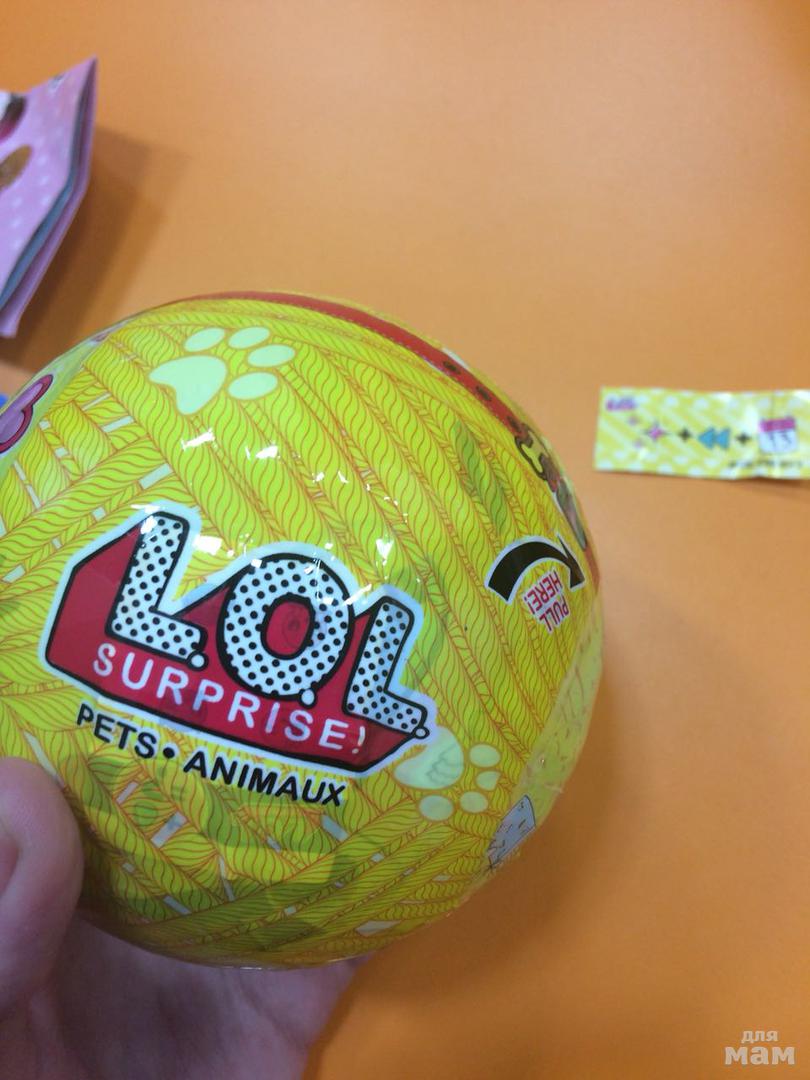 L.O.L.
SURPRISE!
PETS • ANIMAUX
PULL
HERE!
для
мам